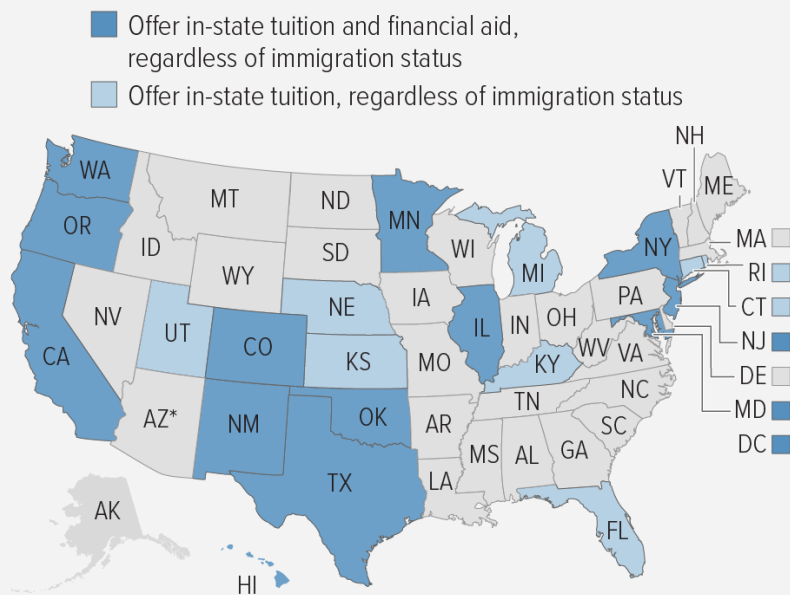 Offer in-state tuition and financial aid,
regardless of immigration status
Offer in-state tuition, regardless of immigration status
NH
WA
VT
ME
MT
ND
MN
OR
ID
SD
WI
NY
MA
WY
MI
RI
IA
PA
NE
CT
NV
UT
IL
IN
OH
NJ
CA
CO
KS
MO
KY
WV
VA
DE
NC
TN
MD
AZ*
NM
OK
AR
SC
DC
MS
AL
GA
TX
LA
AK
FL
HI